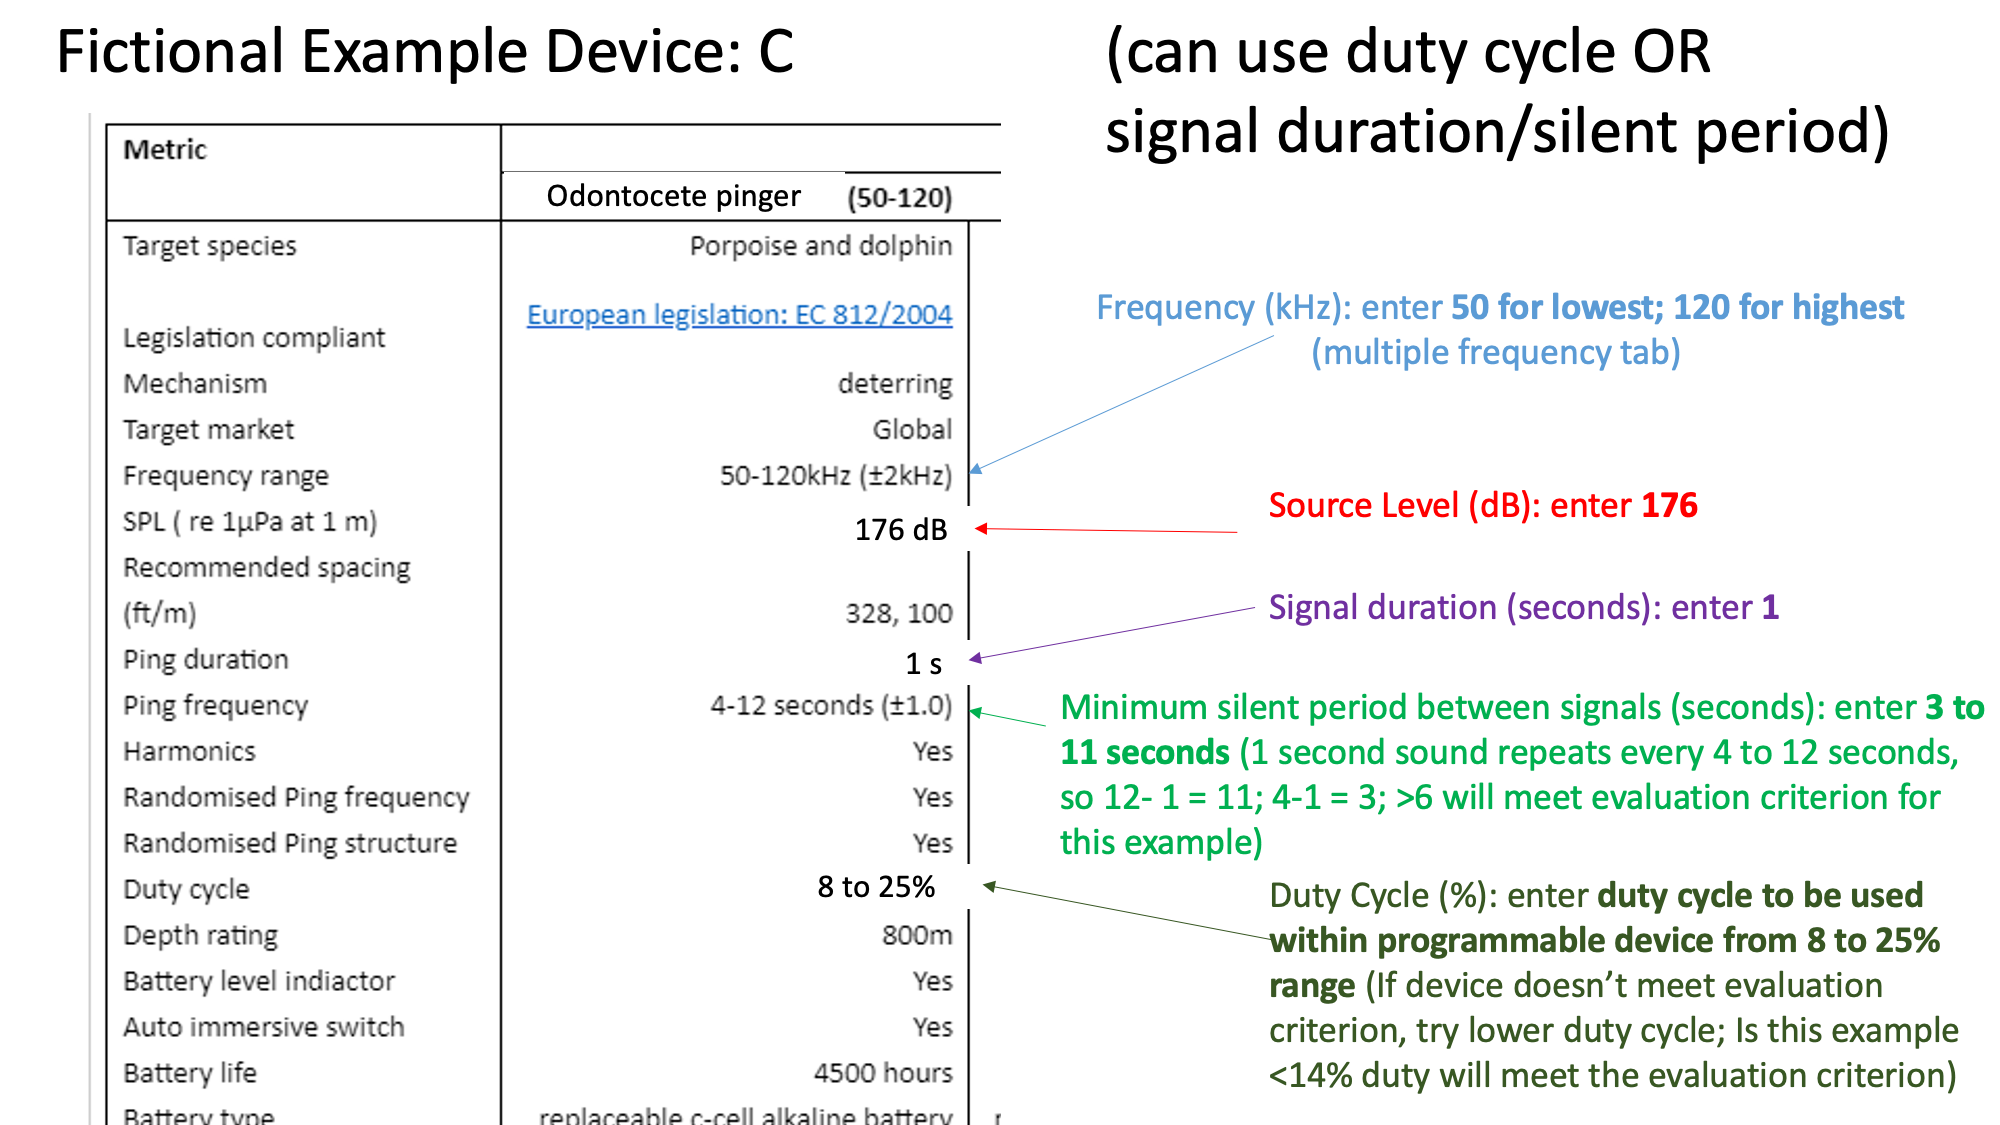 Fictional Example Device: C
(can use duty cycle OR
signal duration/silent period)
Metric
Odontocete pinger (50-120)
Target species Porpoise and dolphin
European legislation: EC 812/2004
Legislation compliant
Mechanism deterring
Target market Global
Frequency range 50-120kHz (±2kHz)
SPL ( re 1µPa at 1 m) 176 dB
Recommended spacing
(ft/m) 328, 100
Ping duration 1 s
Ping frequency 4-12 seconds (±1.0)
Harmonics Yes
Randomised Ping frequency Yes
Randomised Ping structure Yes
Duty cycle 8 to 25%
Depth rating 800m
Battery level indiactor Yes
Auto immersive switch Yes
Battery life 4500 hours
Battery type replaceable c-cell alkaline battery
Frequency (kHz): enter 50 for lowest; 120 for highest
(multiple frequency tab)
Source Level (dB): enter 176
Signal duration (seconds): enter 1
Minimum silent period between signals (seconds): enter 3 to
11 seconds (1 second sound repeats every 4 to 12 seconds,
so 12- 1 = 11; 4-1 = 3; >6 will meet evaluation criterion for
this example)
Duty Cycle (%): enter duty cycle to be used
within programmable device from 8 to 25%
range (If device doesn’t meet evaluation
criterion, try lower duty cycle; Is this example
<14% duty will meet the evaluation criterion)